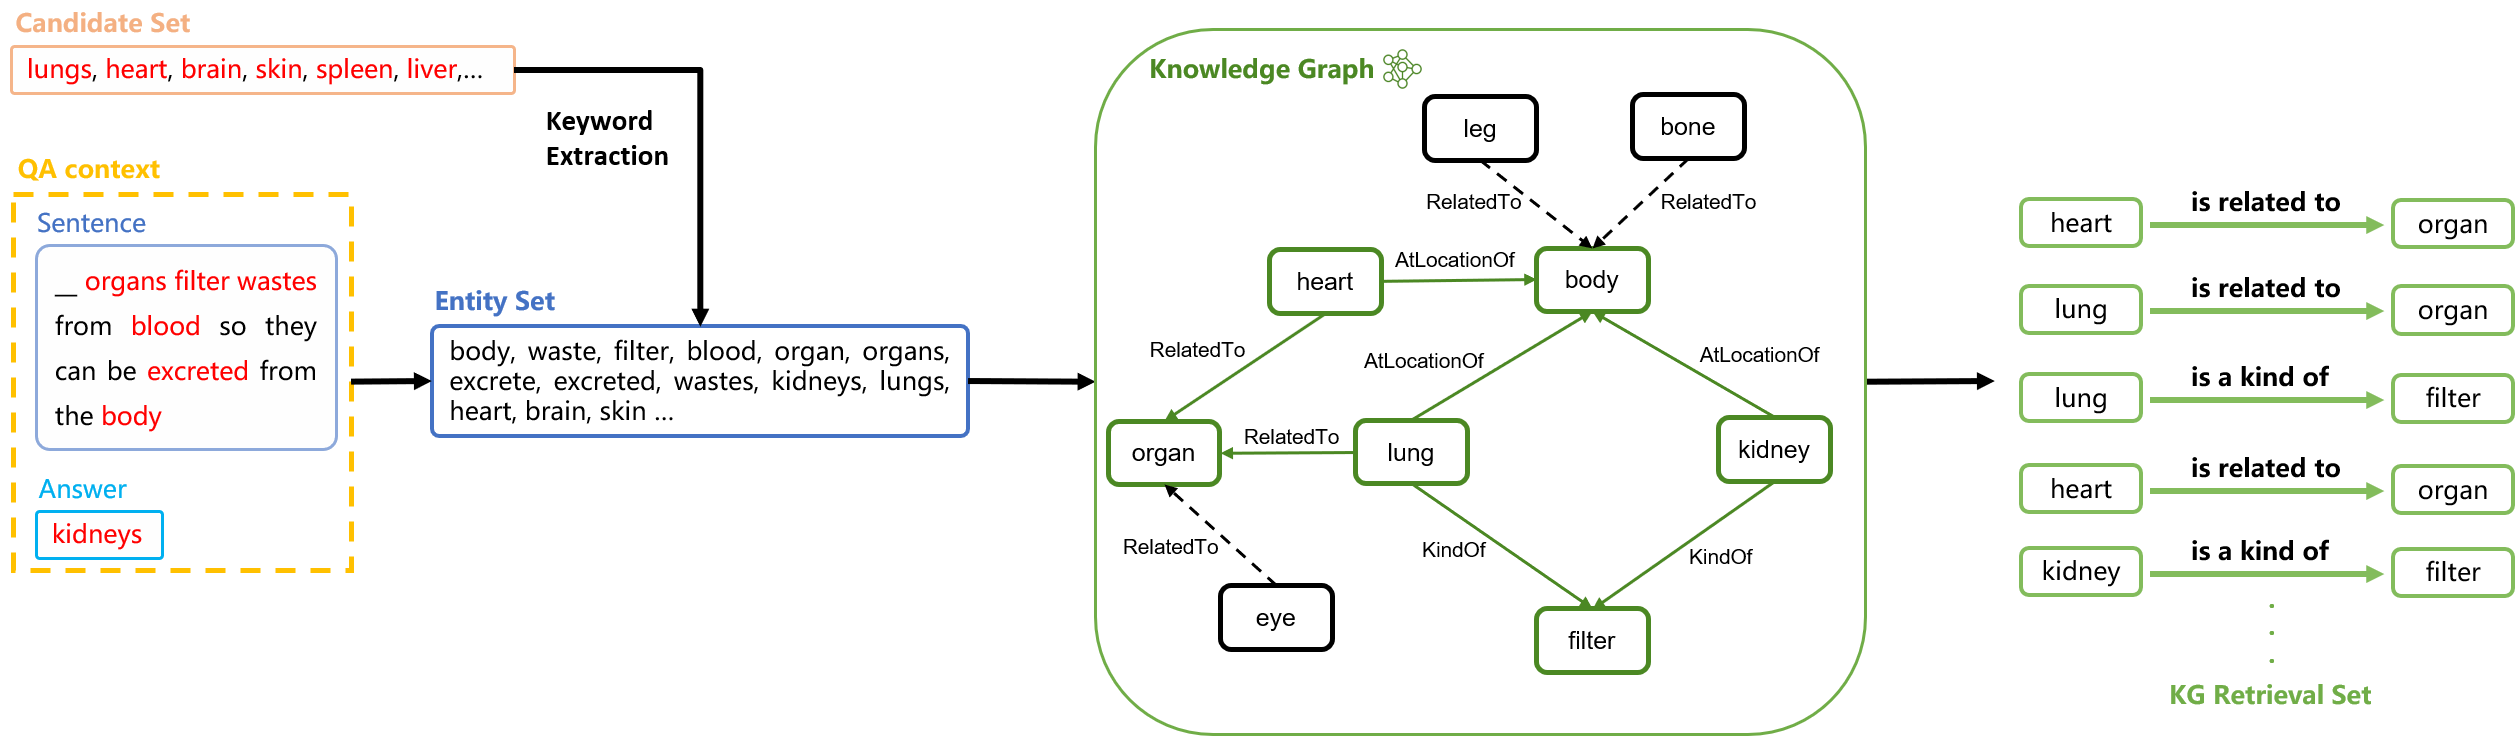 Candidate Set
lungs, heart, brain, skin, spleen, liver,...
Keyword
Extraction
QA context
Sentence
__ organs filter wastes
from blood so they
can be excreted from
the body
Answer
kidneys
Entity Set
body, waste, filter, blood, organ, organs,
excrete, excreted, wastes, kidneys, lungs,
heart, brain, skin ...
Knowledge Graph
leg
bone
RelatedTo
RelatedTo
heart
AtLocationOf
body
RelatedTo
AtLocationOf
AtLocationOf
organ
RelatedTo
lung
kidney
RelatedTo
KindOf
KindOf
eye
filter
heart
is related to
organ
lung
is related to
organ
lung
is a kind of
filter
heart
is related to
organ
kidney
is a kind of
filter
KG Retrieval Set